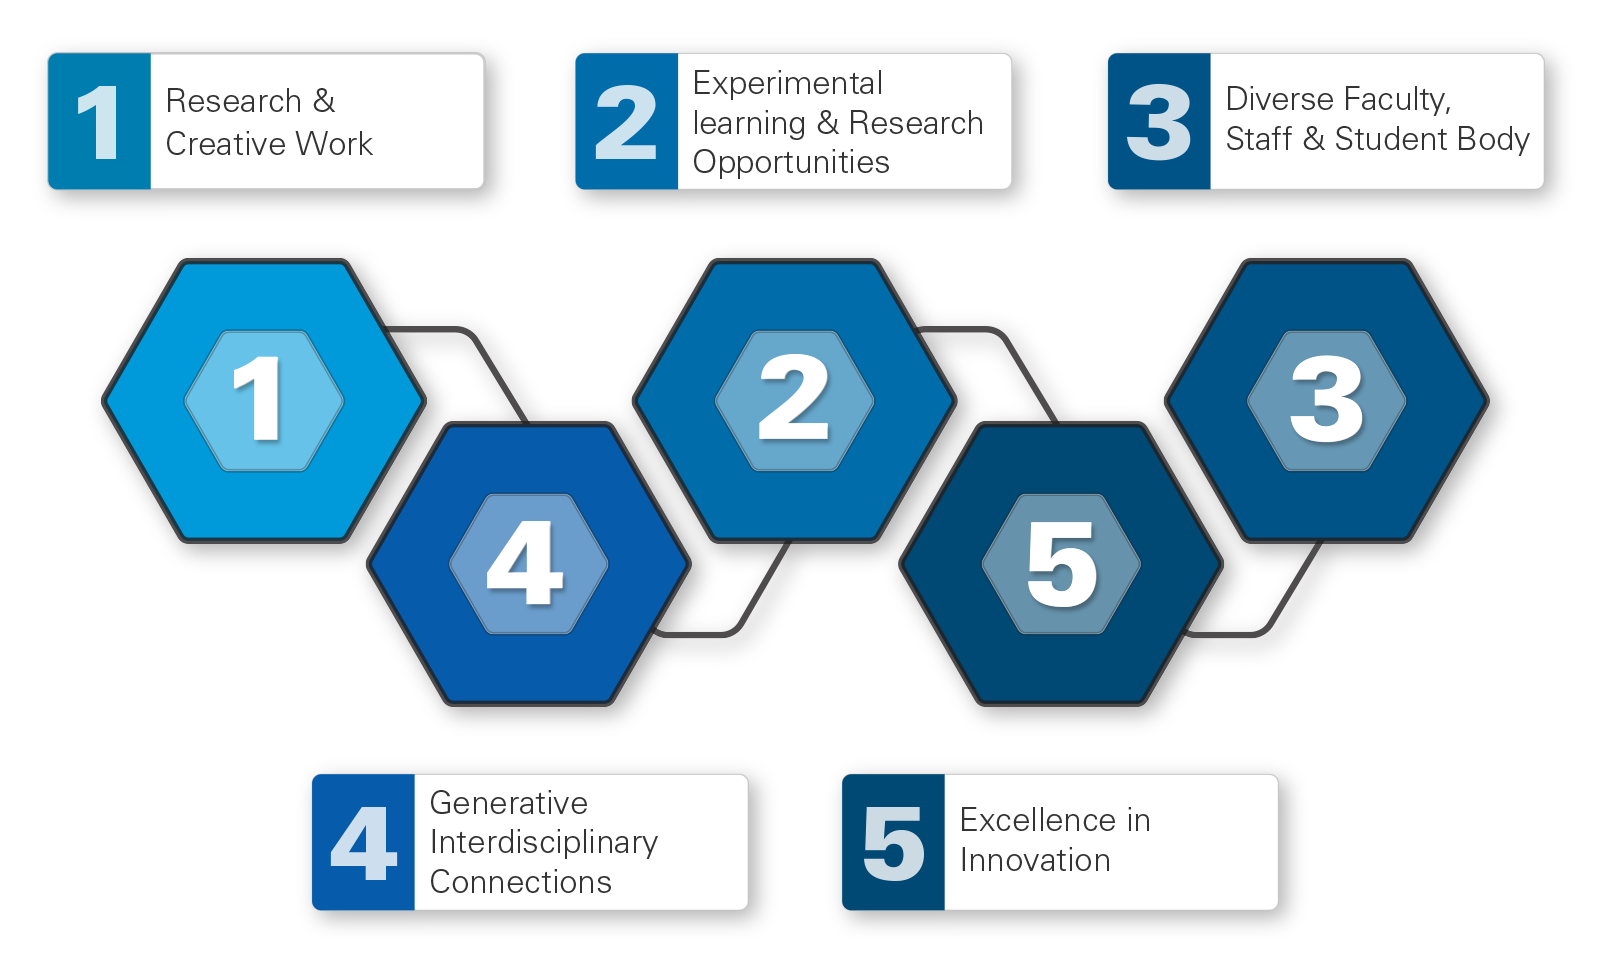 1
Research &
Creative Work
2
Experimental
learning & Research
Opportunities
3
Diverse Faculty,
Staff & Student Body
1
2
3
4
5
4
Generative
Interdisciplinary
Connections
5
Excellence in
Innovation